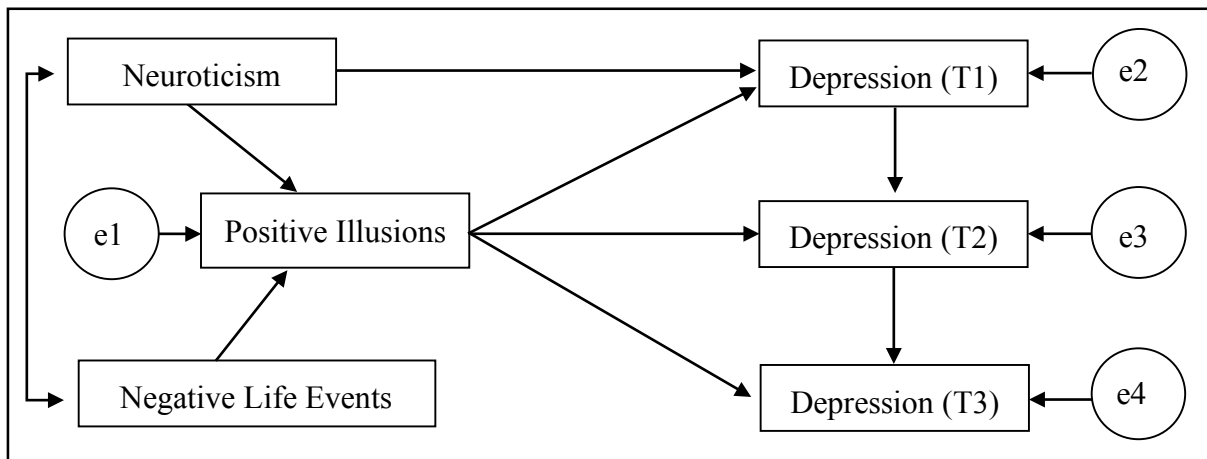 Neuroticism
Depression (T1)
e2
e1
Positive Illusions
Depression (T2)
e3
Negative Life Events
Depression (T3)
e4